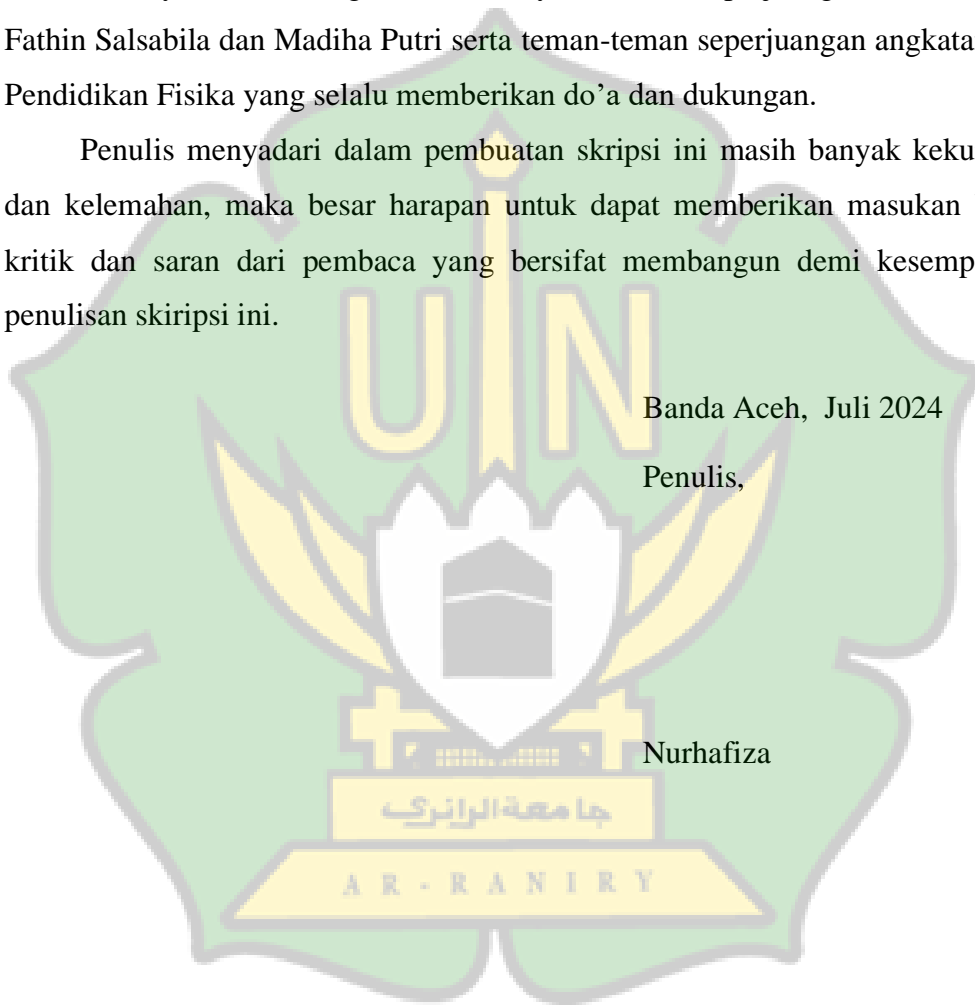 Fathin Salsabila dan Madiha Putri serta teman-teman seperjuangan angkata
Pendidikan Fisika yang selalu memberikan do’a dan dukungan.
Penulis menyadari dalam pembuatan skripsi ini masih banyak keku
dan kelemahan, maka besar harapan untuk dapat memberikan masukan
kritik dan saran dari pembaca yang bersifat membangun demi kesemp
penulisan skiripsi ini.
UIN
Banda Aceh, Juli 2024
Penulis,
Nurhafiza
جامعة الرانري
AR-RANIRY